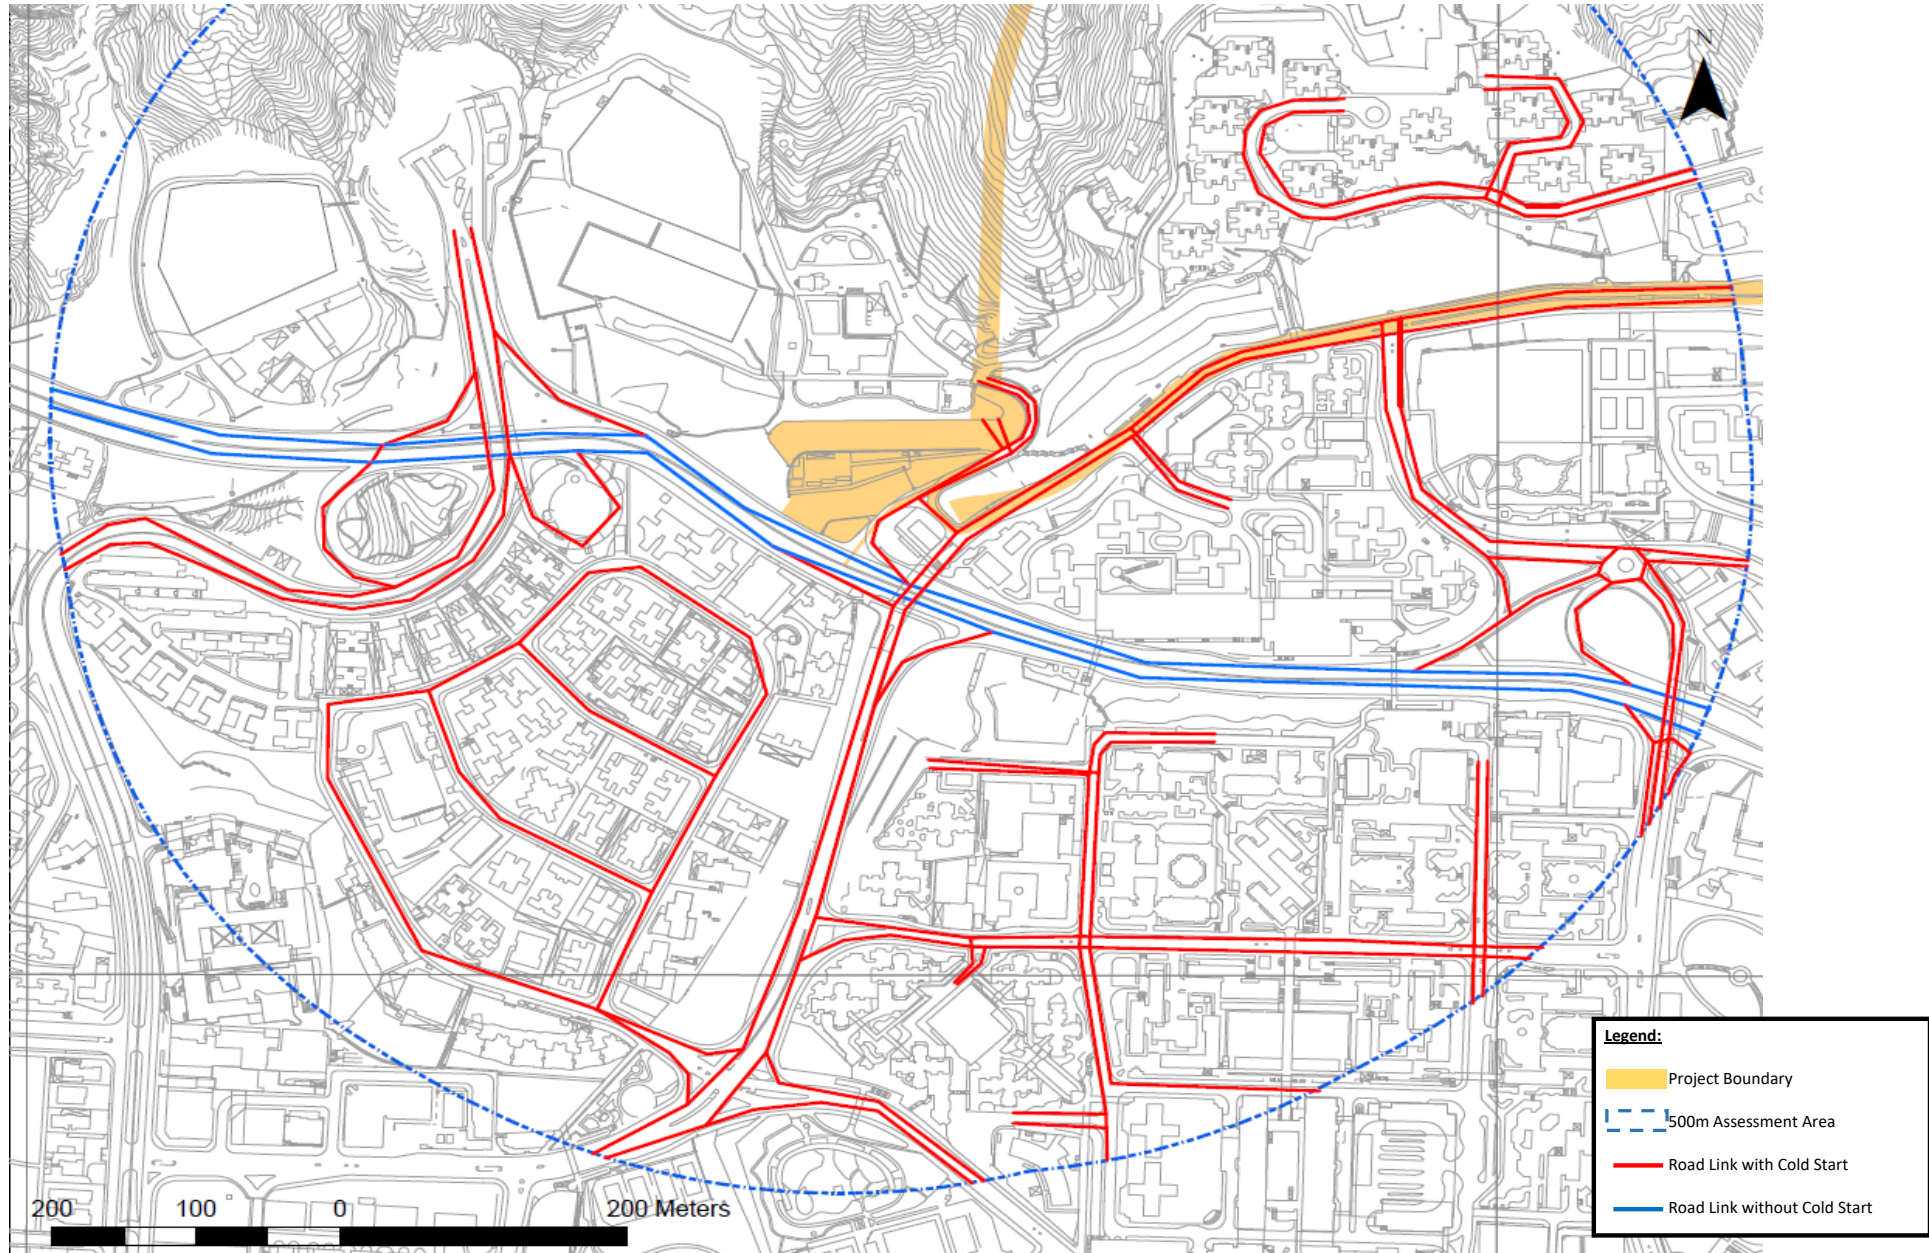 N
200 100 0 200 Meters
Legend:
Project Boundary
500m Assessment Area
Road Link with Cold Start
Road Link without Cold Start